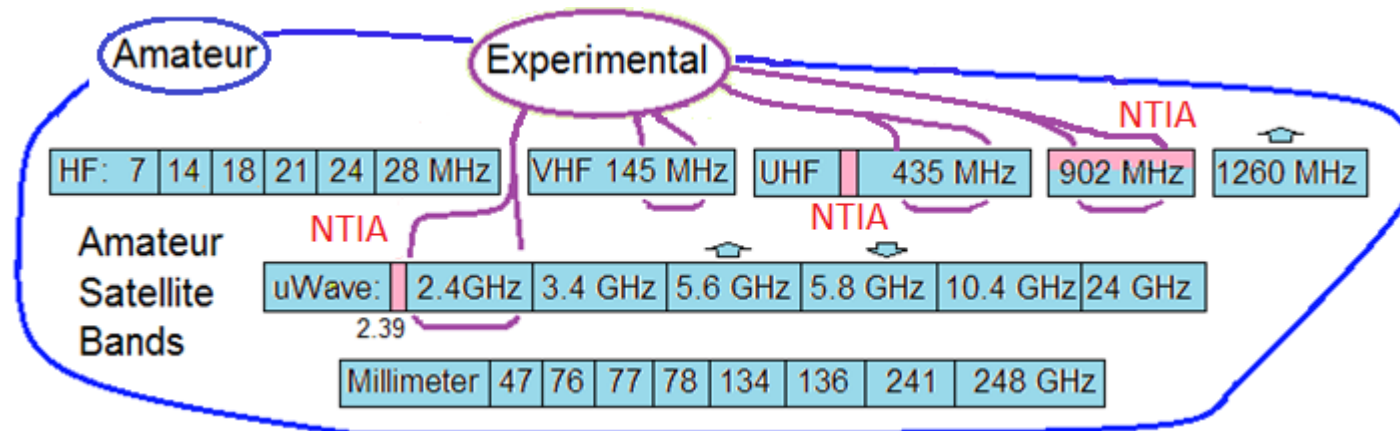 Amateur
Experimental
NTIA
HF: 7 14 18 21 24 28 MHz
VHF 145 MHz
UHF 435 MHz
902 MHz
1260 MHz
NTIA
NTIA
Amateur
Satellite
Bands
uWave: 2.4GHz 3.4 GHz 5.6 GHz 5.8 GHz 10.4 GHz 24 GHz
2.39
Millimeter 47 76 77 78 134 136 241 248 GHz